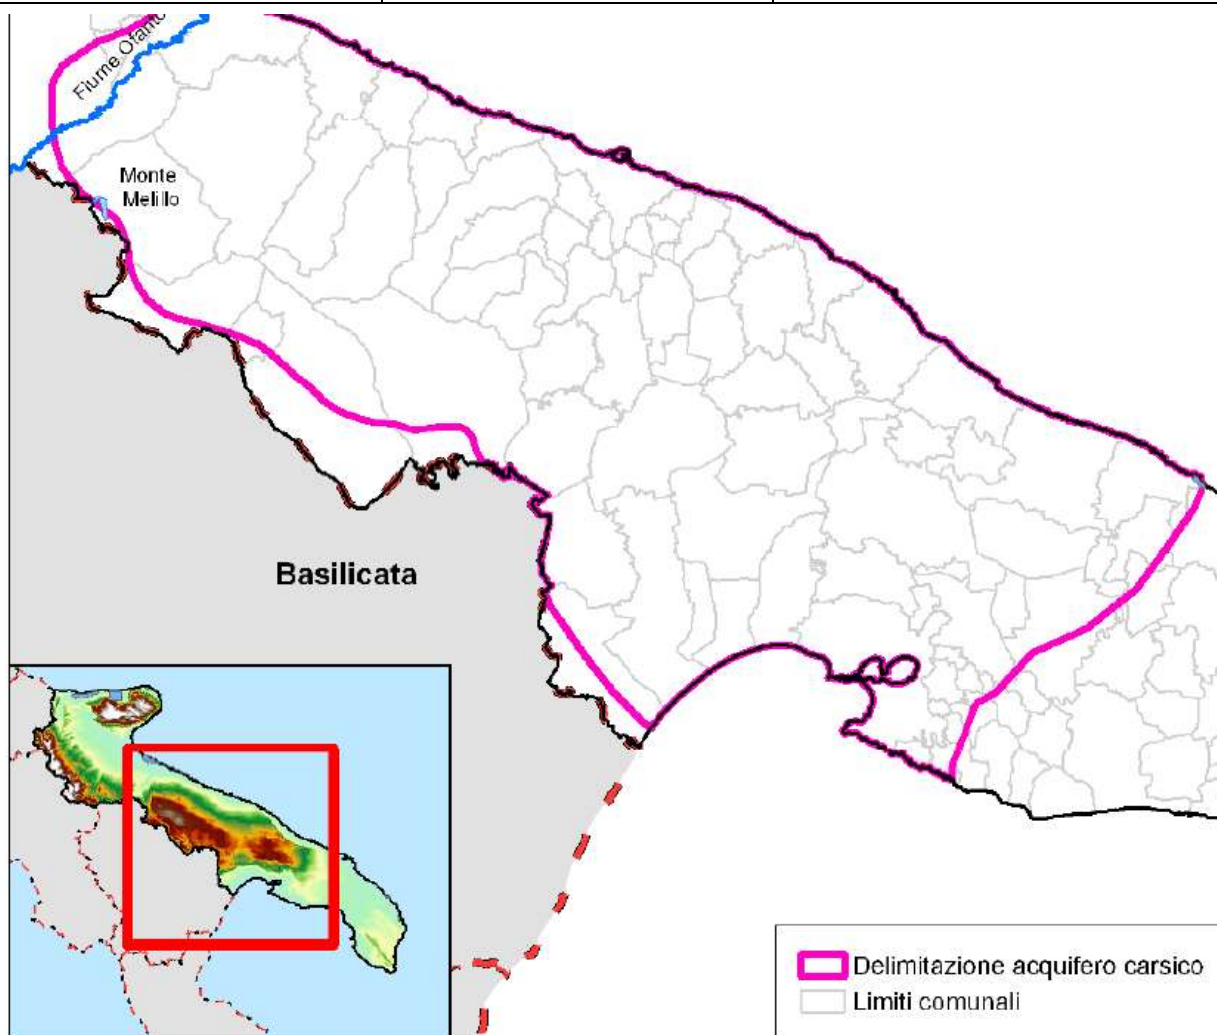 Fiume Ofanto
Monte
Melillo
Basilicata
Delimitazione acquifero carsico
Limiti comunali